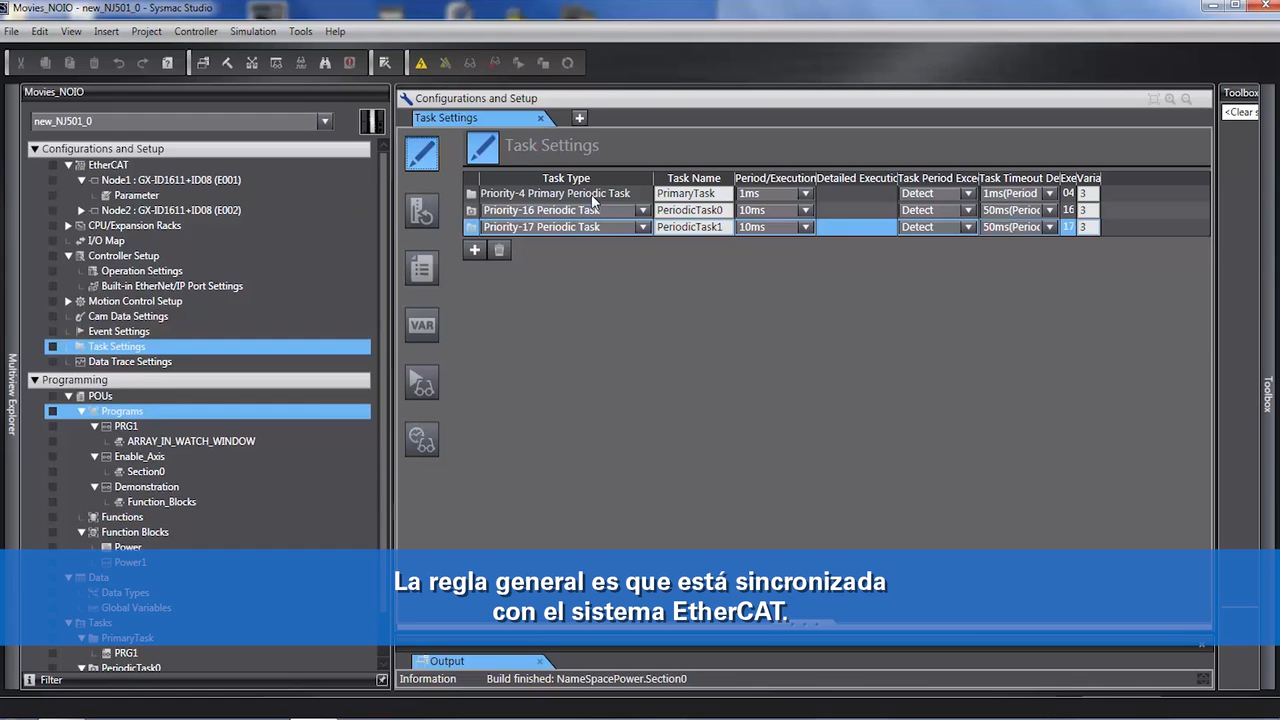 Movies_NOIO - new_NJ501_0 - Sysmac Studio
File Edit View Insert Project Controller Simulation Tools Help
Movies_NOIO
new_NJ501_0
Configurations and Setup
EtherCAT
Node1 : GX-ID1611+ID08 (E001)
Parameter
Node2 : GX-ID1611+ID08 (E002)
CPU/Expansion Racks
I/O Map
Controller Setup
Operation Settings
Built-in EtherNet/IP Port Settings
Motion Control Setup
Cam Data Settings
Event Settings
Task Settings
Data Trace Settings
Programming
POUs
Programs
PRG1
ARRAY_IN_WATCH_WINDOW
Enable_Axis
Section0
Demonstration
Function_Blocks
Functions
Function Blocks
Power
Power1
Data
Data Types
Global Variables
Tasks
PrimaryTask
PRG1
PeriodicTask0
Filter
Multiview Explorer
Configurations and Setup
Task Settings
Task Settings
Task Type Task Name Period/Execution Detailed Executic Task Period Exce Task Timeout De Exe Varia
Priority-4 Primary Periodic Task PrimaryTask 1ms Detect 1ms(Period 04 3
Priority-16 Periodic Task PeriodicTask0 10ms Detect 50ms(Perioc 16 3
Priority-17 Periodic Task PeriodicTask1 10ms Detect 50ms(Perioc 17 3
VAR
Toolbox
<Clear s
Toolbox
La regla general es que está sincronizada
con el sistema EtherCAT.
Output
Information Build finished: NameSpacePower.Section0